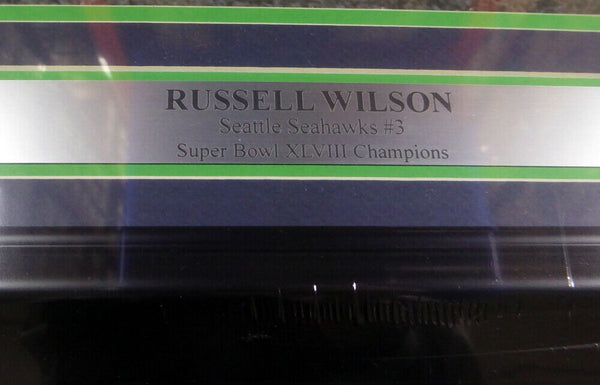 RUSSELL WILSON
Seattle Seahawks #3
Super Bowl XLVIII Champions